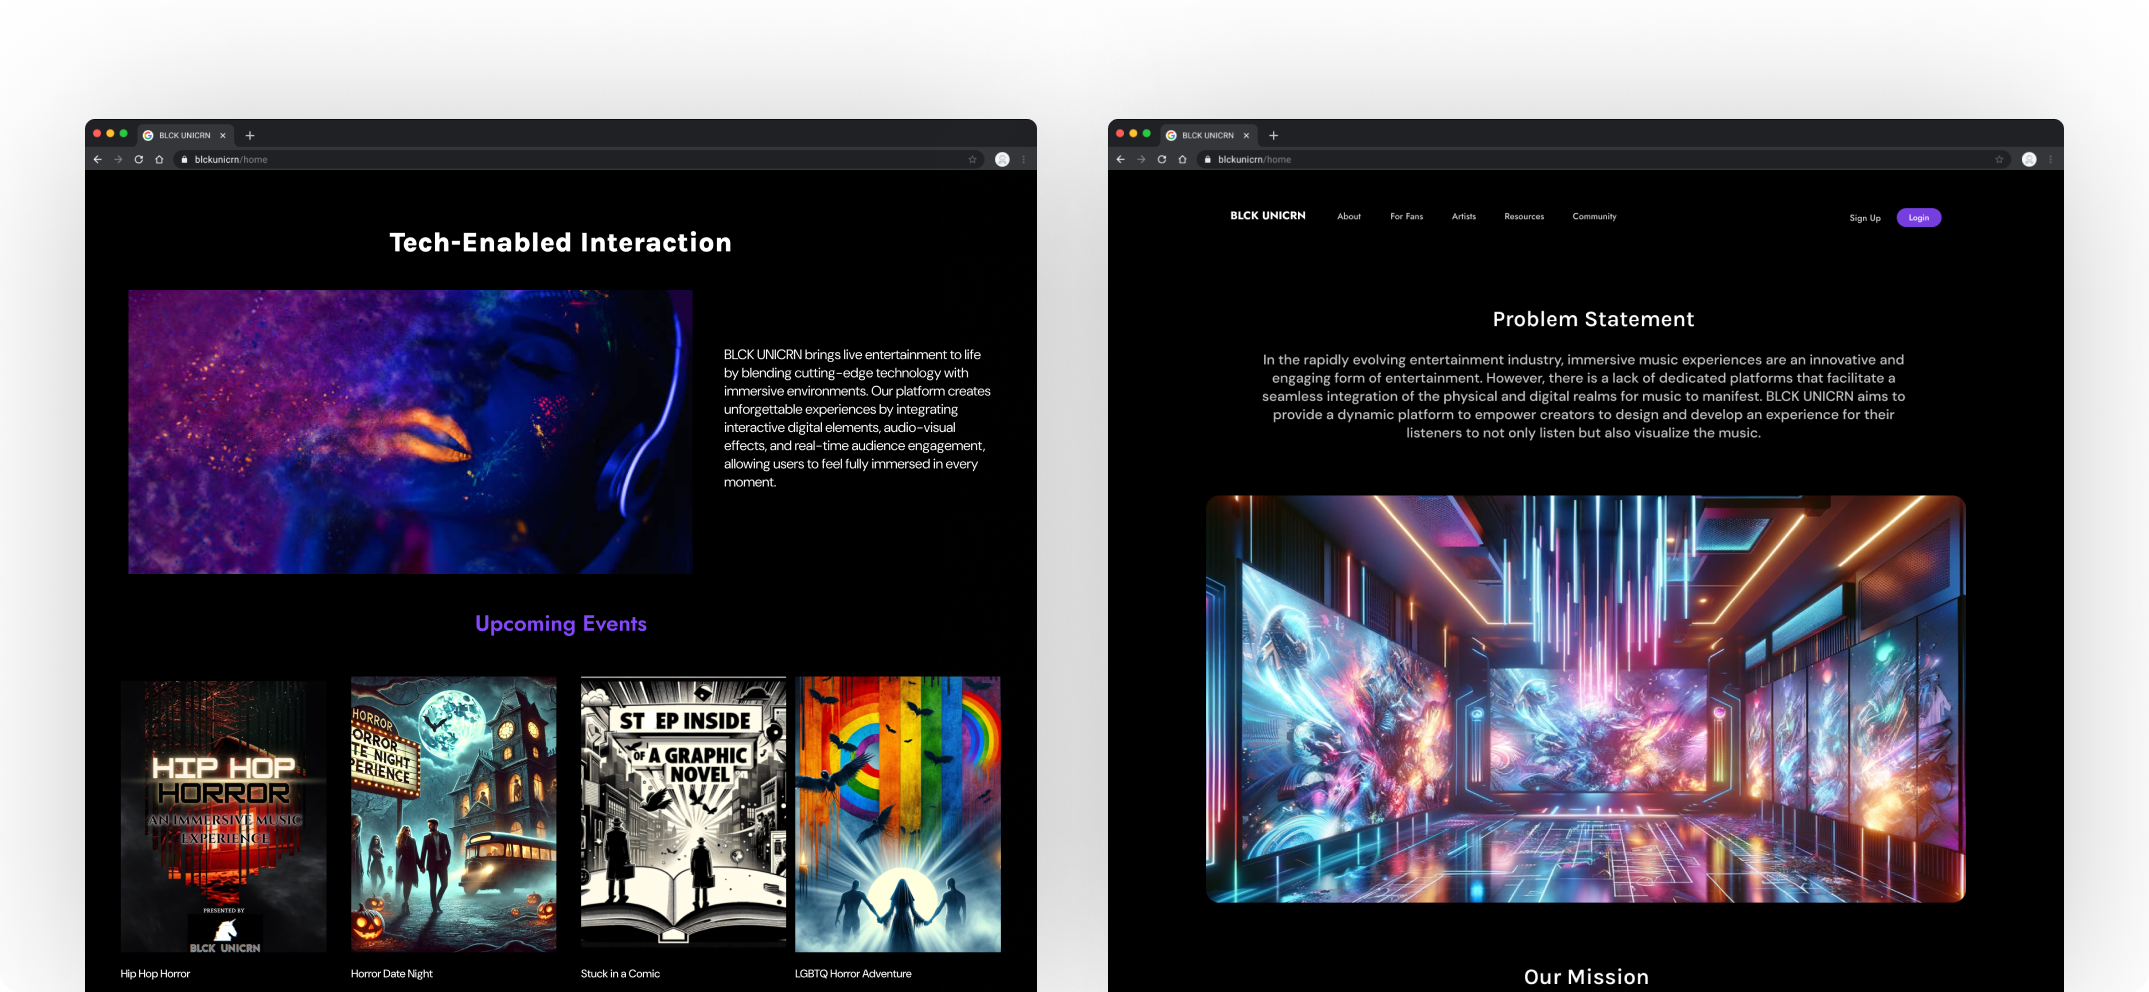 BLCK UNICRN
blckunicrn/home
Tech-Enabled Interaction
BLCK UNICRN brings live entertainment to life
by blending cutting-edge technology with
immersive environments. Our platform creates
unforgettable experiences by integrating
interactive digital elements, audio-visual
effects, and real-time audience engagement,
allowing users to feel fully immersed in every
moment.
Upcoming Events
HIP HOP
HORROR
AN IMMERSIVE MUSIC
EXPERIENCE
PRESENTED BY
BLCK UNICRN
Hip Hop Horror
HORROR
ORROR
TE NIGHT
PERIENCE
Horror Date Night
ST EP INSIDE
OF A GRAPHIC
NOVEL
Stuck in a Comic
LGBTQ Horror Adventure
BLCK UNICRN
blckunicrn/home
BLCK UNICRN About For Fans Artists Resources Community Sign Up Login
Problem Statement
In the rapidly evolving entertainment industry, immersive music experiences are an innovative and
engaging form of entertainment. However, there is a lack of dedicated platforms that facilitate a
seamless integration of the physical and digital realms for music to manifest. BLCK UNICRN aims to
provide a dynamic platform to empower creators to design and develop an experience for their
listeners to not only listen but also visualize the music.
Our Mission